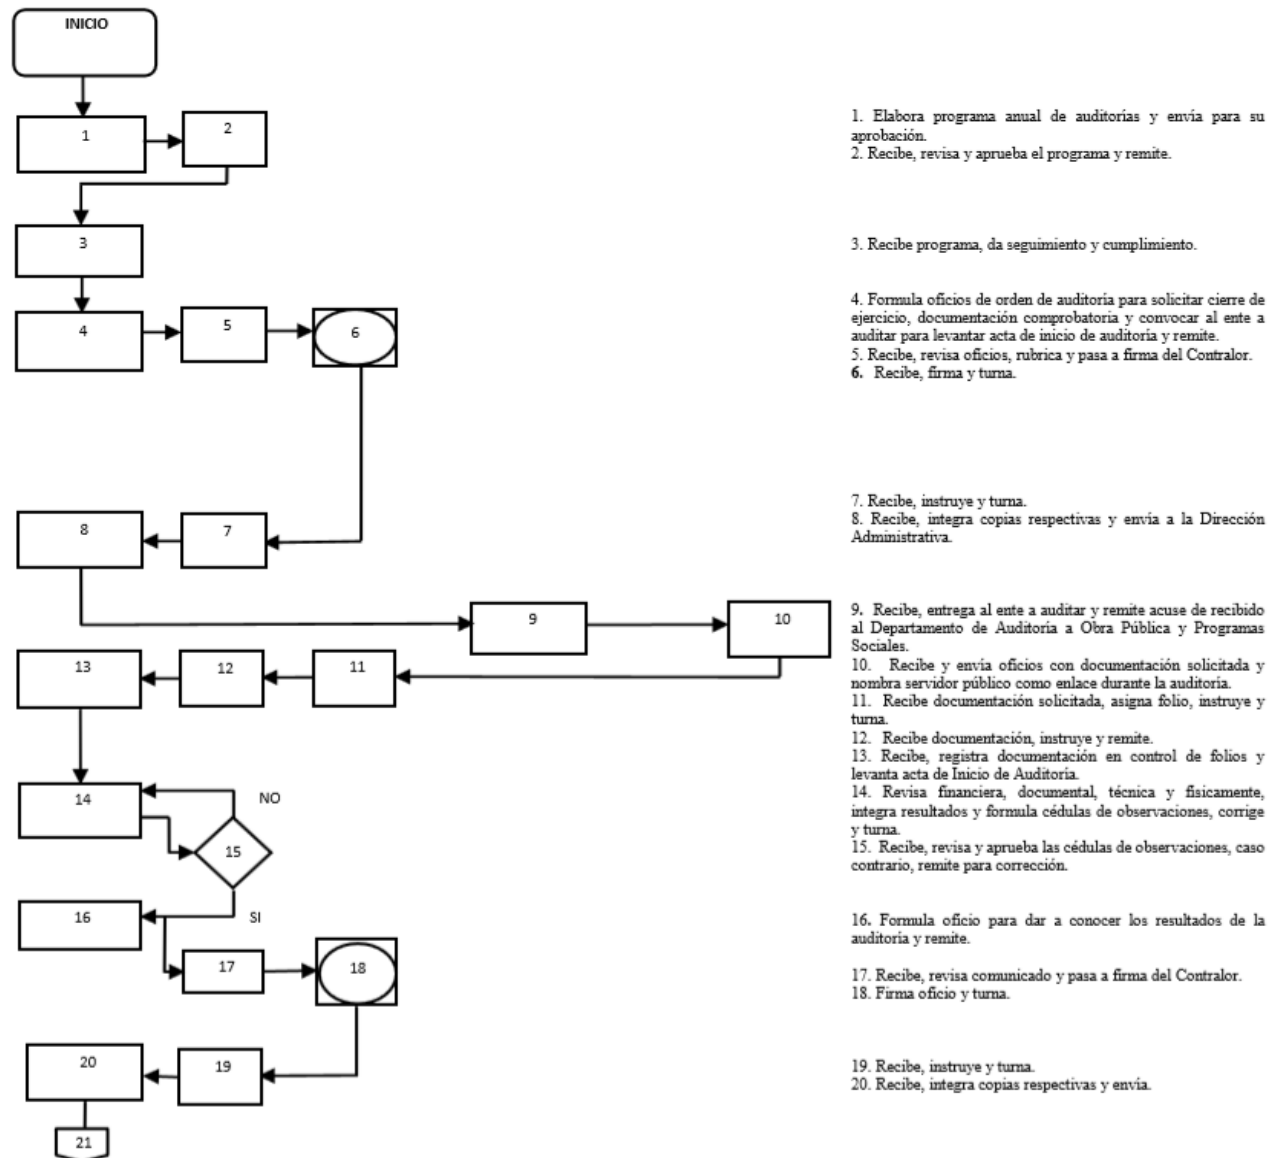 INICIO
1
2
3
4
5
6
8
7
9
10
13
12
11
14
NO
15
16
SI
17
18
20
19
21
1. Elabora programa anual de auditorías y envía para su
aprobación.
2. Recibe, revisa y aprueba el programa y remite.
3. Recibe programa, da seguimiento y cumplimiento.
4. Formula oficios de orden de auditoría para solicitar cierre de
ejercicio, documentación comprobatoria y convocar al ente a
auditar para levantar acta de inicio de auditoría y remite.
5. Recibe, revisa oficios, rubrica y pasa a firma del Contralor.
6. Recibe, firma y turna.
7. Recibe, instruye y turna.
8. Recibe, integra copias respectivas y envía a la Dirección
Administrativa.
9. Recibe, entrega al ente a auditar y remite acuse de recibido
al Departamento de Auditoría a Obra Pública y Programas
Sociales.
10. Recibe y envía oficios con documentación solicitada y
nombra servidor público como enlace durante la auditoría.
11. Recibe documentación solicitada, asigna folio, instruye y
turna.
12. Recibe documentación, instruye y remite.
13. Recibe, registra documentación en control de folios y
levanta acta de Inicio de Auditoría.
14. Revisa financiera, documental, técnica y físicamente,
integra resultados y formula cédulas de observaciones, corrige
y turna.
15. Recibe, revisa y aprueba las cédulas de observaciones, caso
contrario, remite para corrección.
16. Formula oficio para dar a conocer los resultados de la
auditoría y remite.
17. Recibe, revisa comunicado y pasa a firma del Contralor.
18. Firma oficio y turna.
19. Recibe, instruye y turna.
20. Recibe, integra copias respectivas y envía.